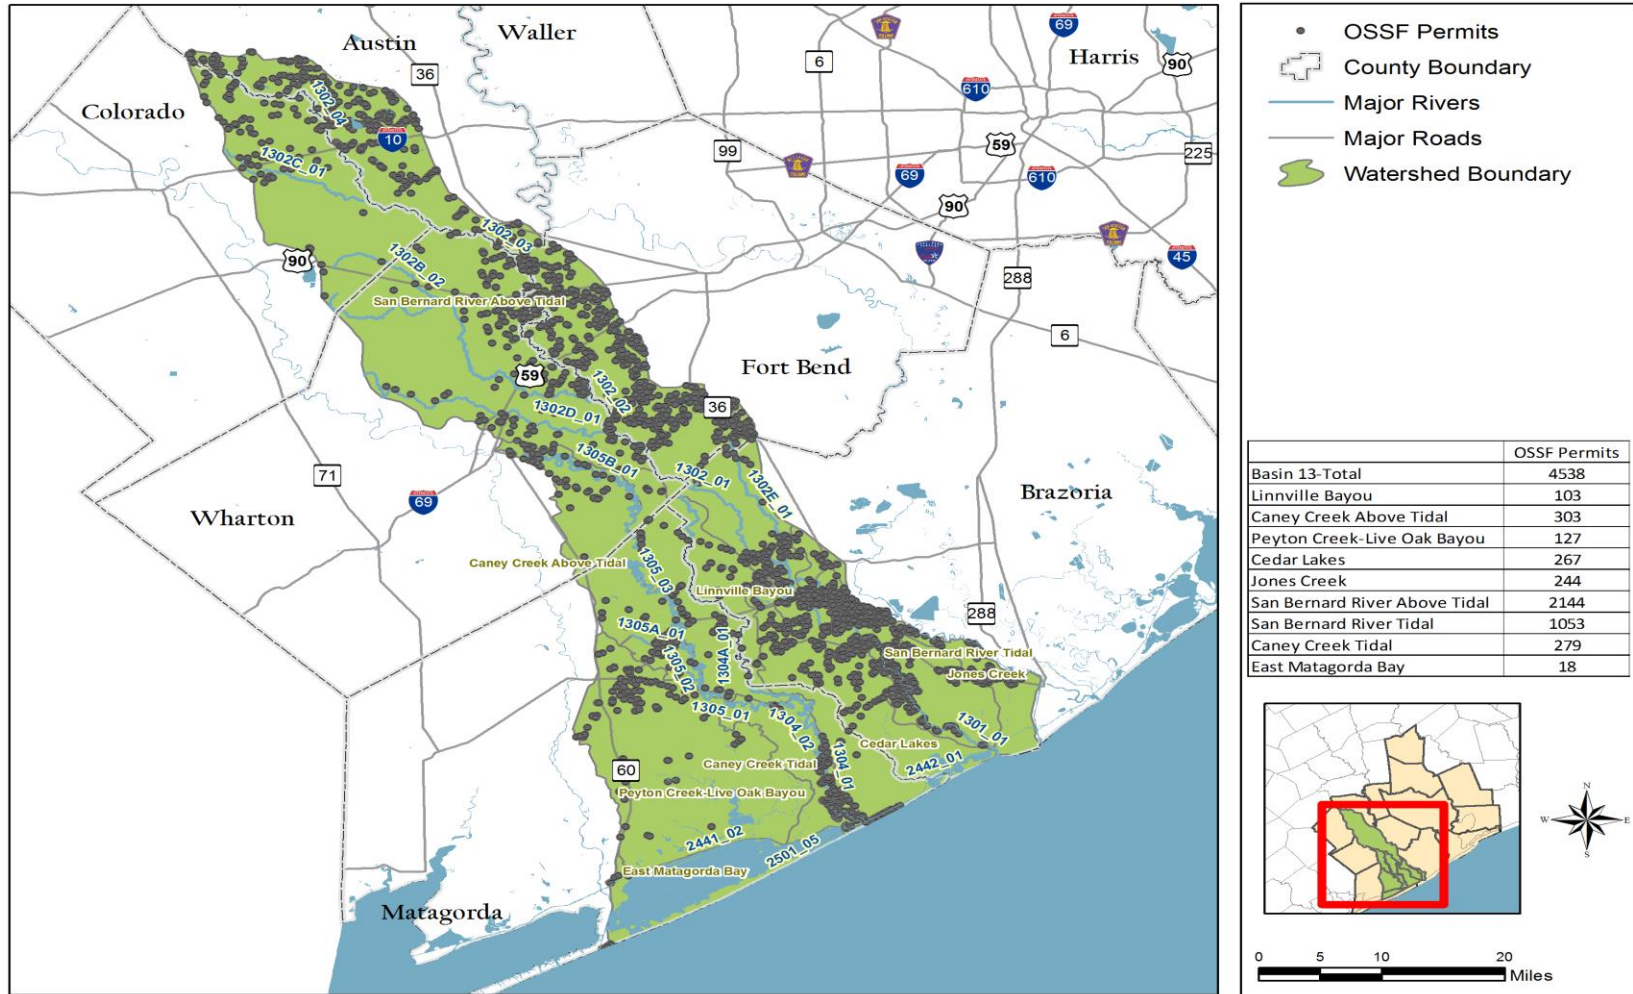 Waller
Austin
Harris
Colorado
36
6
69
90
610
10
99
59
225
69
610
90
1302_04
1302C_01
1302_03
1302B_02
90
288
45
6
San Bernard River Above Tidal
59
Fort Bend
1302_02
36
1302D_01
1305B_01
1302_01
1302E_01
71
69
Wharton
Brazoria
Caney Creek Above Tidal
1305_03
Linnville Bayou
288
1305A_01
1304A_01
1305_02
San Bernard River Tidal
Jones Creek
1305_01
1304_02
1301_01
Cedar Lakes
Caney Creek Tidal
1304_01
2442_01
60
Peyton Creek-Live Oak Bayou
2441_02
2501_05
East Matagorda Bay
Matagorda
OSSF Permits
County Boundary
Major Rivers
Major Roads
Watershed Boundary
OSSF Permits
Basin 13-Total 4538
Linnville Bayou 103
Caney Creek Above Tidal 303
Peyton Creek-Live Oak Bayou 127
Cedar Lakes 267
Jones Creek 244
San Bernard River Above Tidal 2144
San Bernard River Tidal 1053
Caney Creek Tidal 279
East Matagorda Bay 18
N
W E
S
0 5 10 20
Miles